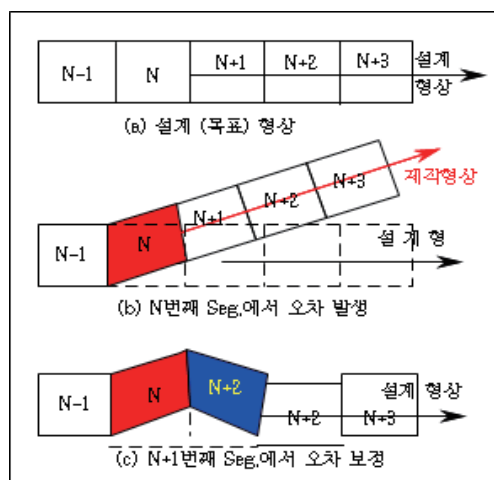 N-1 N N+1 N+2 N+3 설계
형상
(a) 설계 (목표) 형상
N-1 N N+1 N+2 N+3 제작형상
설 계 형
(b) N번째 Seg.에서 오차 발생
N-1 N N+2 N+2 N+3 설계 형상
(c) N+1번째 Seg.에서 오차 보정